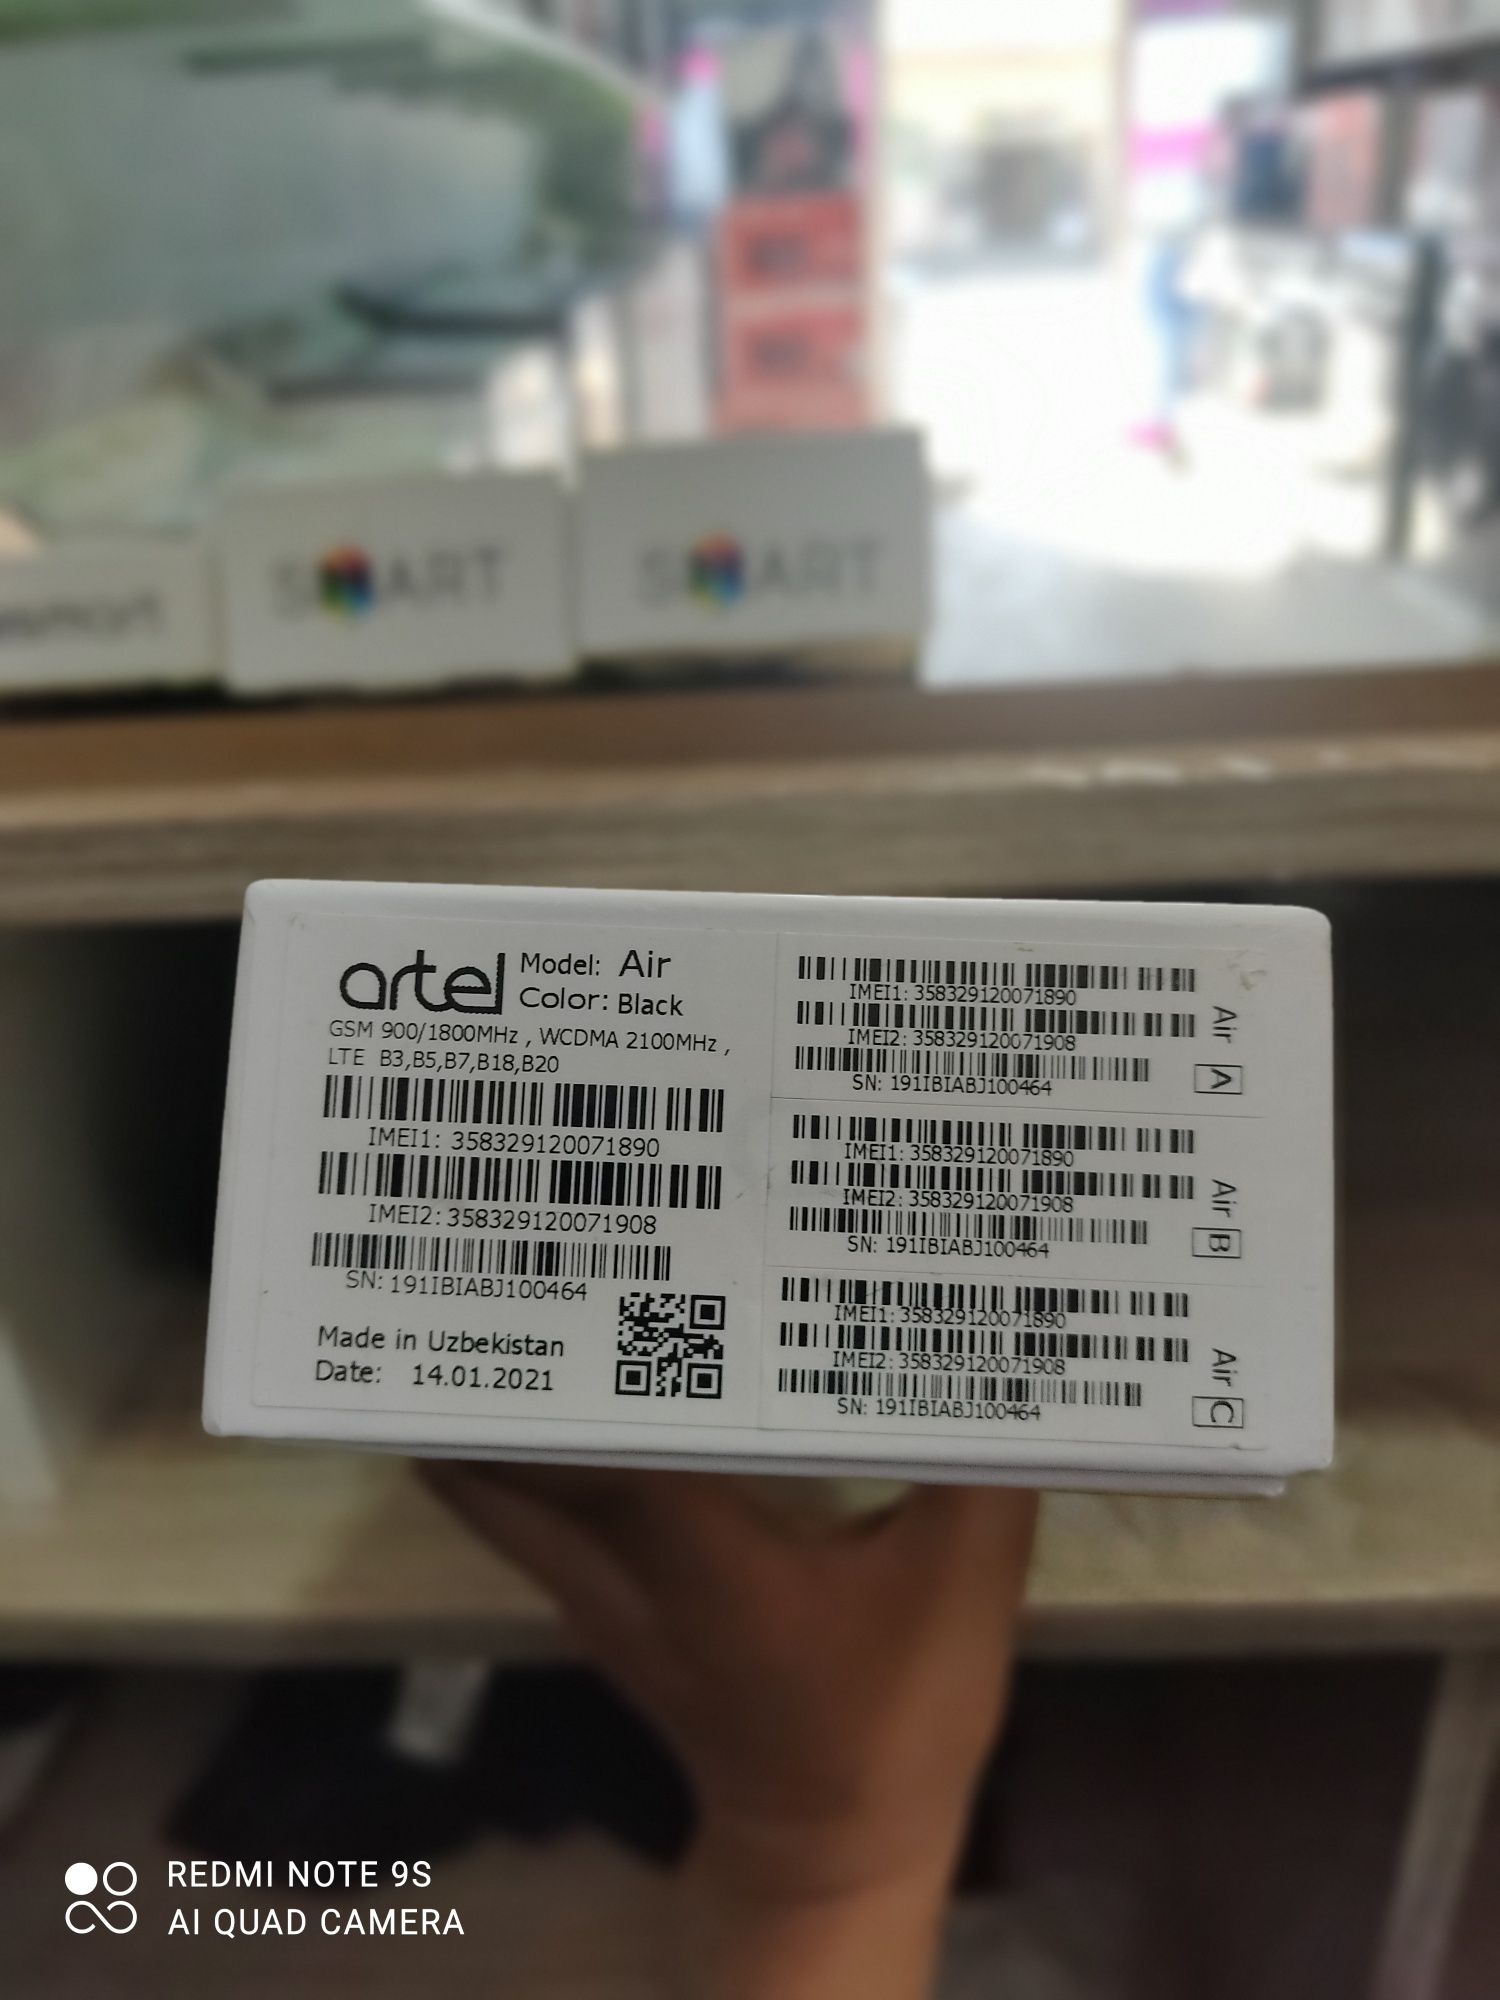 SMART
SMART
artel
Model: Air
Color: Black
GSM 900/1800MHz , WCDMA 2100MHz ,
LTE B3,B5,B7,B18,B20
IMEI1: 358329120071890
IMEI2: 358329120071908
SN: 191IBIABJ100464
Made in Uzbekistan
Date: 14.01.2021
IMEI1: 358329120071890
IMEI2: 358329120071908
SN: 191IBIABJ100464
Air A
IMEI1: 358329120071890
IMEI2: 358329120071908
SN: 191IBIABJ100464
Air B
IMEI1: 358329120071890
IMEI2: 358329120071908
SN: 191IBIABJ100464
Air C
REDMI NOTE 9S
AI QUAD CAMERA